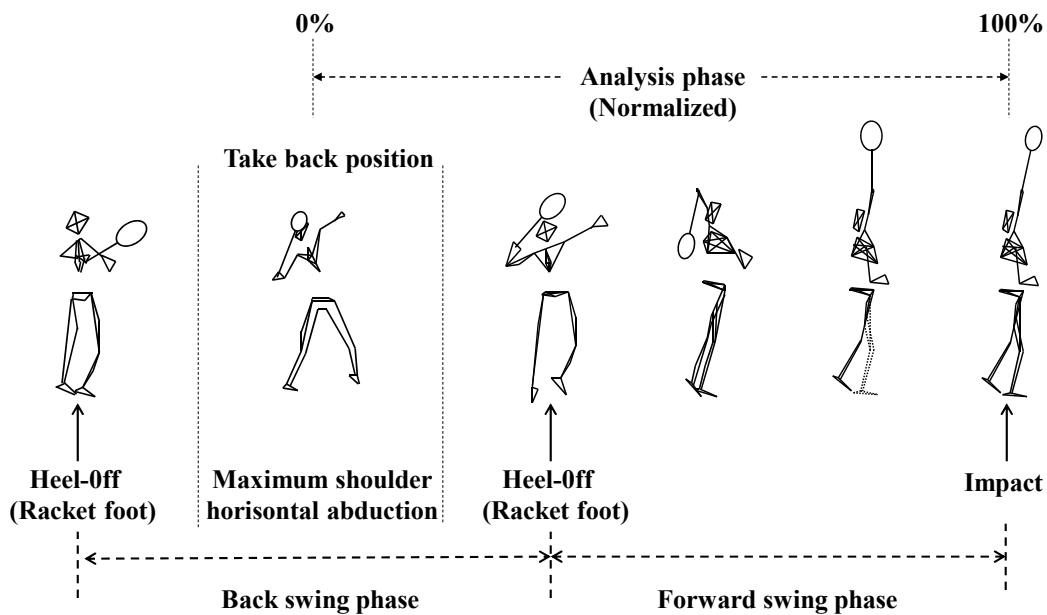 0%
100%
Analysis phase
(Normalized)
Take back position
Heel-0ff
(Racket foot)
Maximum shoulder
horisontal abduction
Heel-0ff
(Racket foot)
Impact
Back swing phase
Forward swing phase